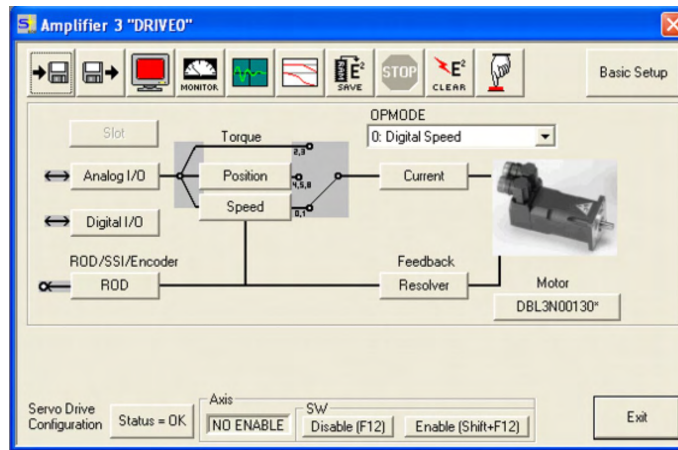 Amplifier 3 "DRIVE0"
MONITOR
E²
SAVE
STOP
E²
CLEAR
Basic Setup
OPMODE
0: Digital Speed
Slot
Torque
2,3
Analog I/O
Position
4,5,8
Current
Speed
0,1
Digital I/O
ROD/SSI/Encoder
Feedback
ROD
Resolver
Motor
DBL3N00130*
Servo Drive
Configuration
Status = OK
Axis
NO ENABLE
SW
Disable (F12)
Enable (Shift+F12)
Exit